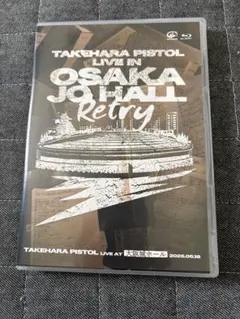 TAKEHARA PISTOL
LIVE IN
OSAKA
JO HALL
Retry
TAKEHARA PISTOL LIVE AT 大阪城ホール 2025.06.18